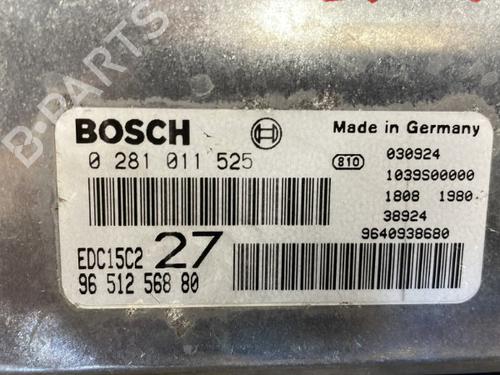 BOSCH
Made in Germany
0 281 011 525
810
030924
1039S00000
1808 1980
38924
9640938680
EDC15C2 27
96 512 568 80
B-PARTS